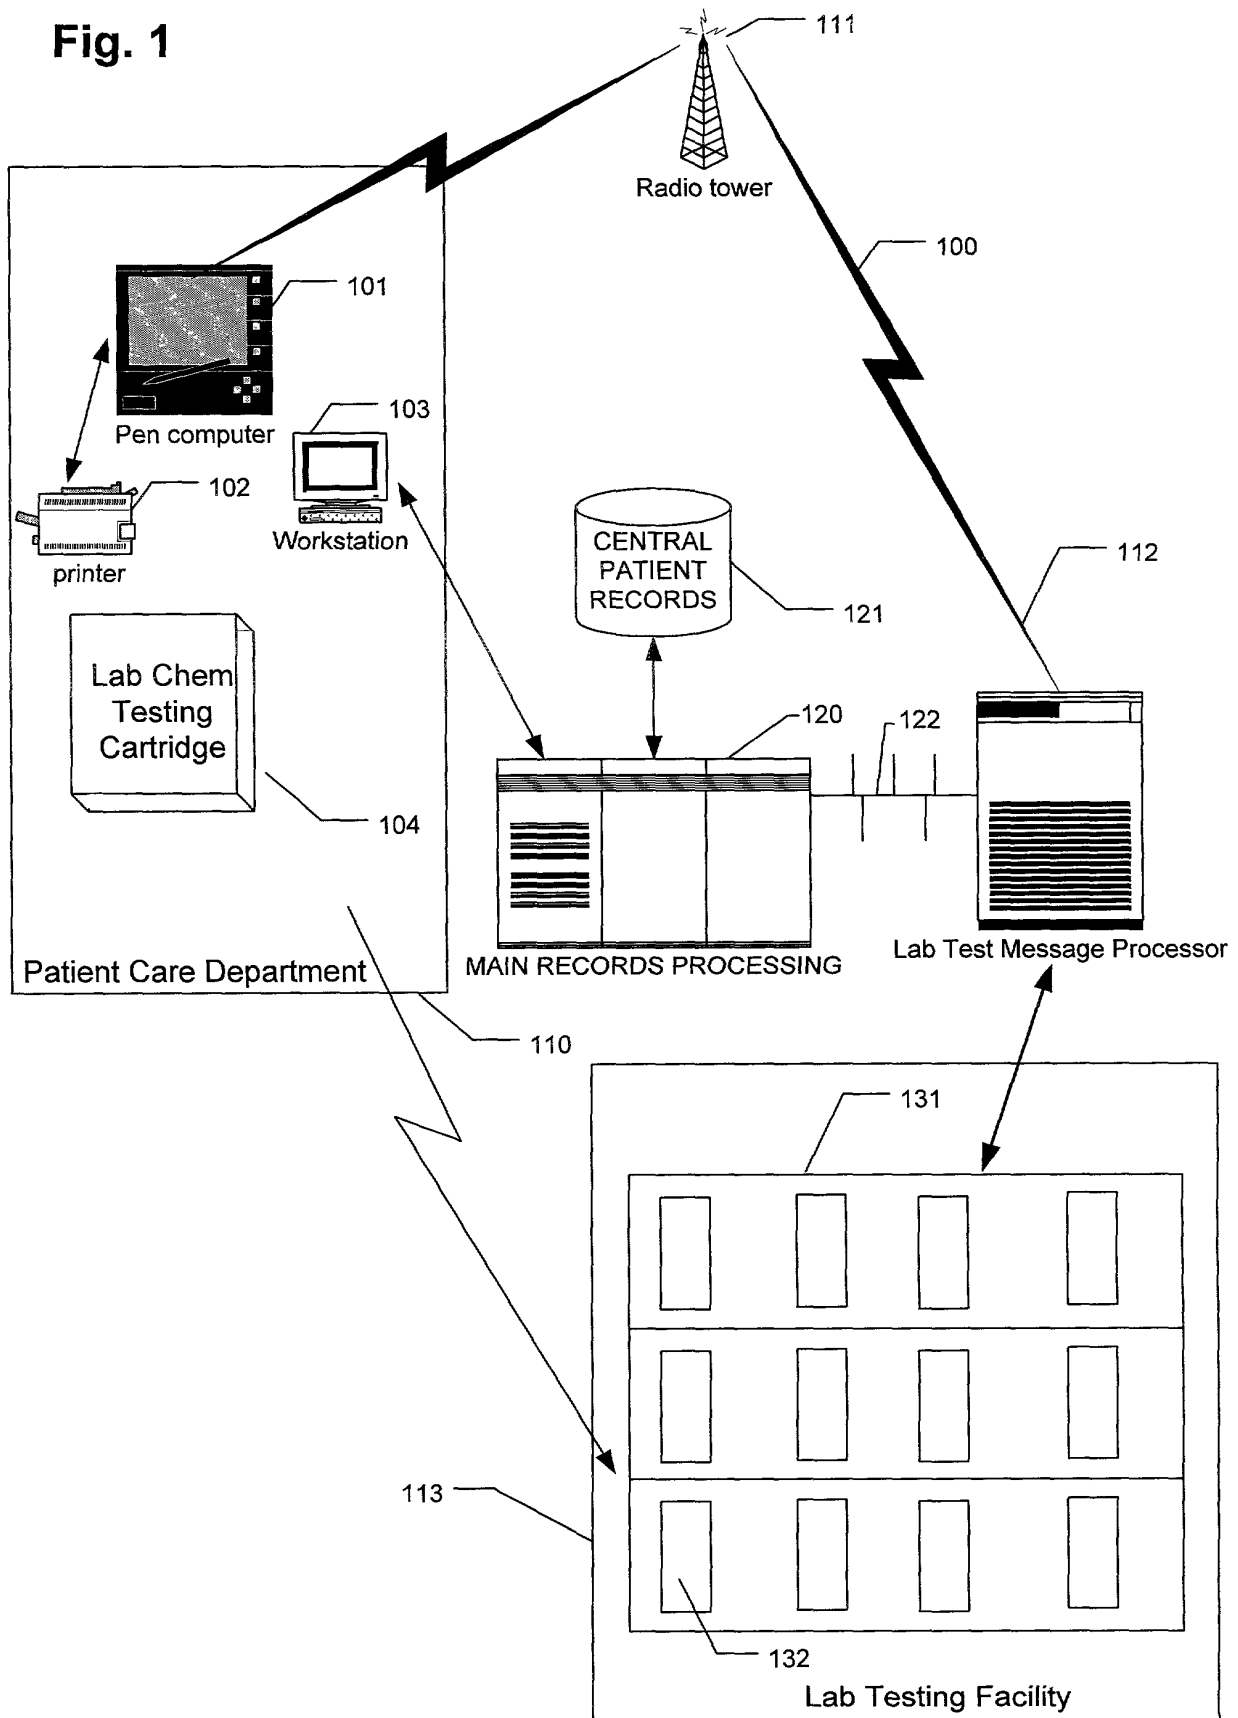 Fig. 1
111
Radio tower
100
101
Pen computer
103
102
Workstation
printer
CENTRAL
PATIENT
RECORDS
112
121
Lab Chem
Testing
Cartridge
120
122
104
Patient Care Department
MAIN RECORDS PROCESSING
Lab Test Message Processor
110
131
113
132
Lab Testing Facility